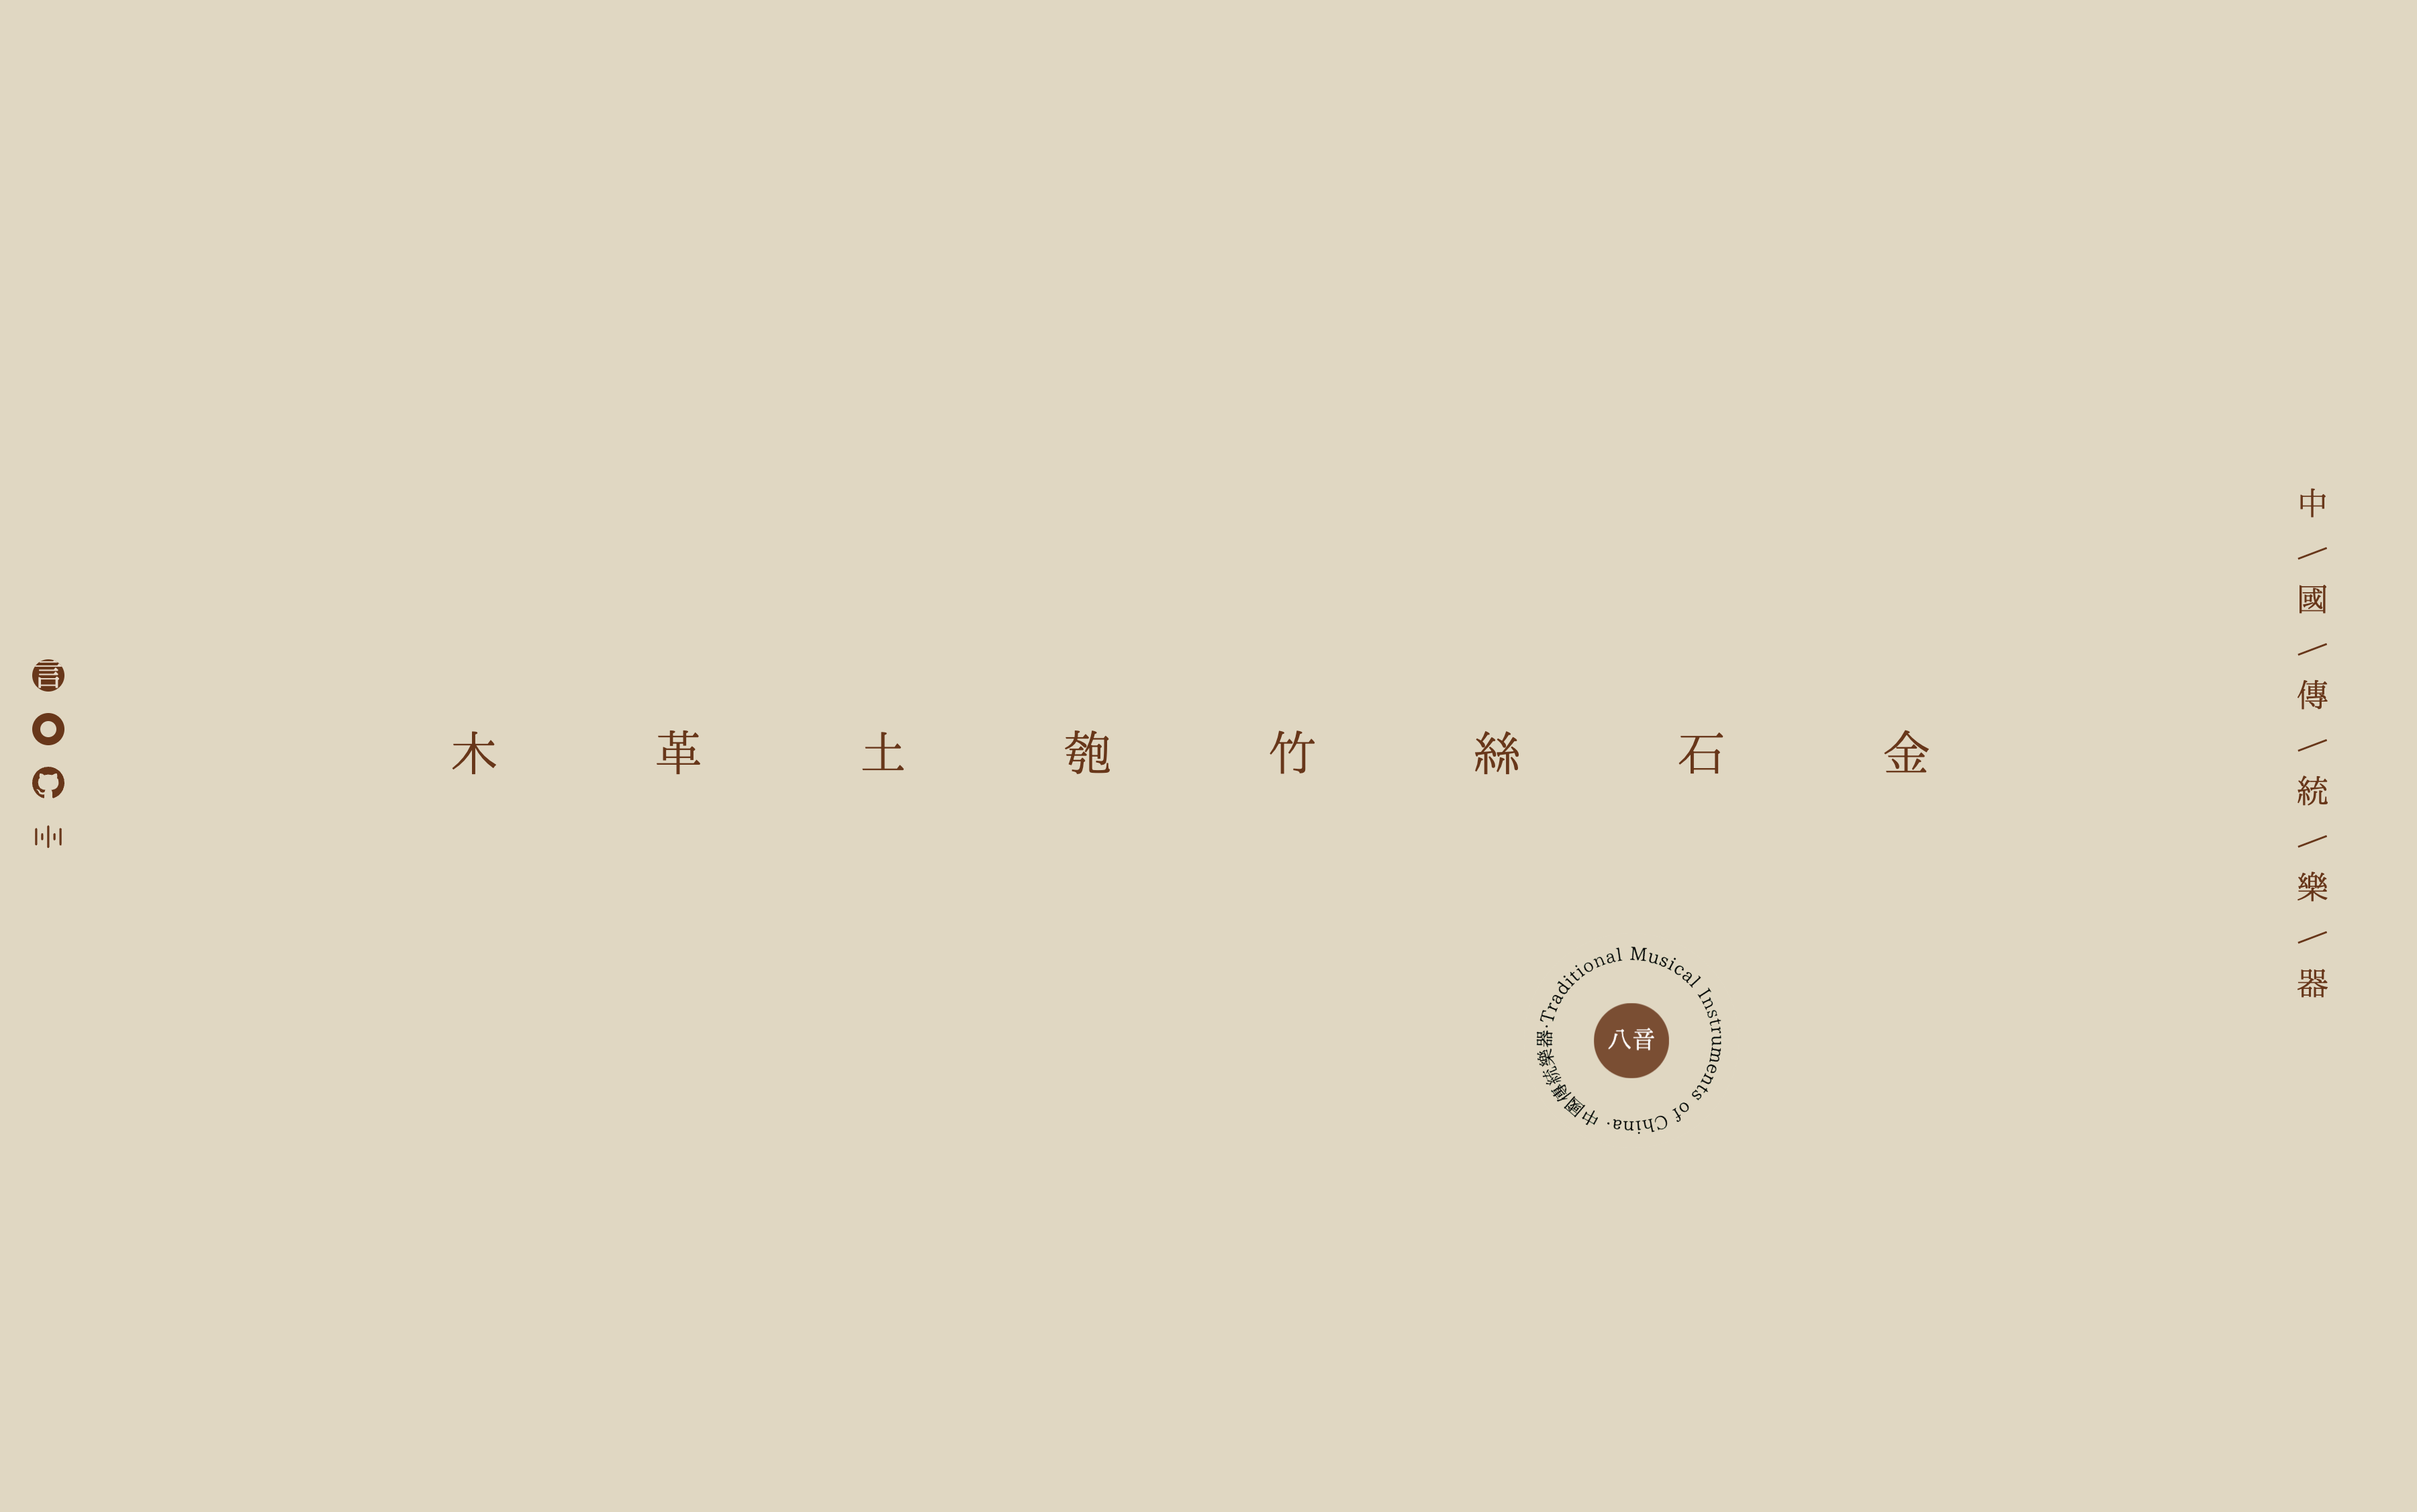 中/國/傳/統/樂/器
金 石 絲 竹 匏 土 革 木
八音
中國傳統樂器·Traditional Musical Instruments of China·
言